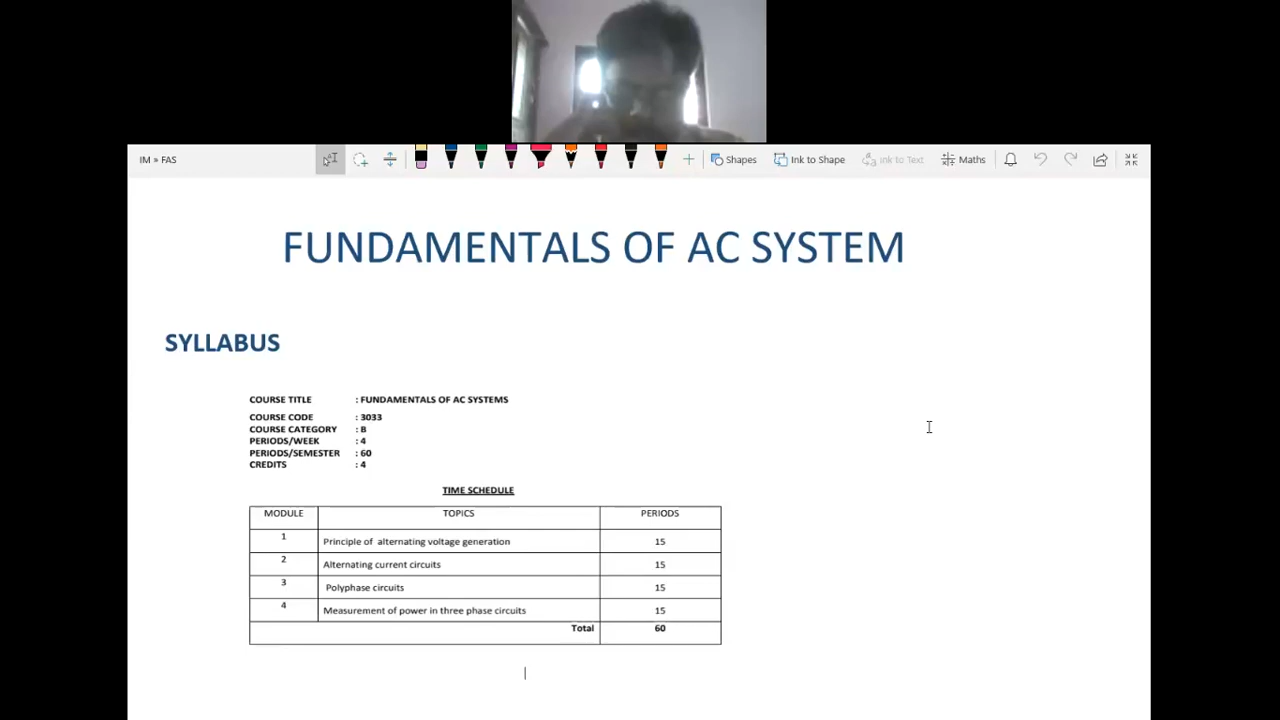 IM » FAS
Shapes Ink to Shape Ink to Text Maths
FUNDAMENTALS OF AC SYSTEM
SYLLABUS
COURSE TITLE : FUNDAMENTALS OF AC SYSTEMS
COURSE CODE : 3033
COURSE CATEGORY : B
PERIODS/WEEK : 4
PERIODS/SEMESTER : 60
CREDITS : 4
TIME SCHEDULE
MODULE TOPICS PERIODS
1 Principle of alternating voltage generation 15
2 Alternating current circuits 15
3 Polyphase circuits 15
4 Measurement of power in three phase circuits 15
Total 60